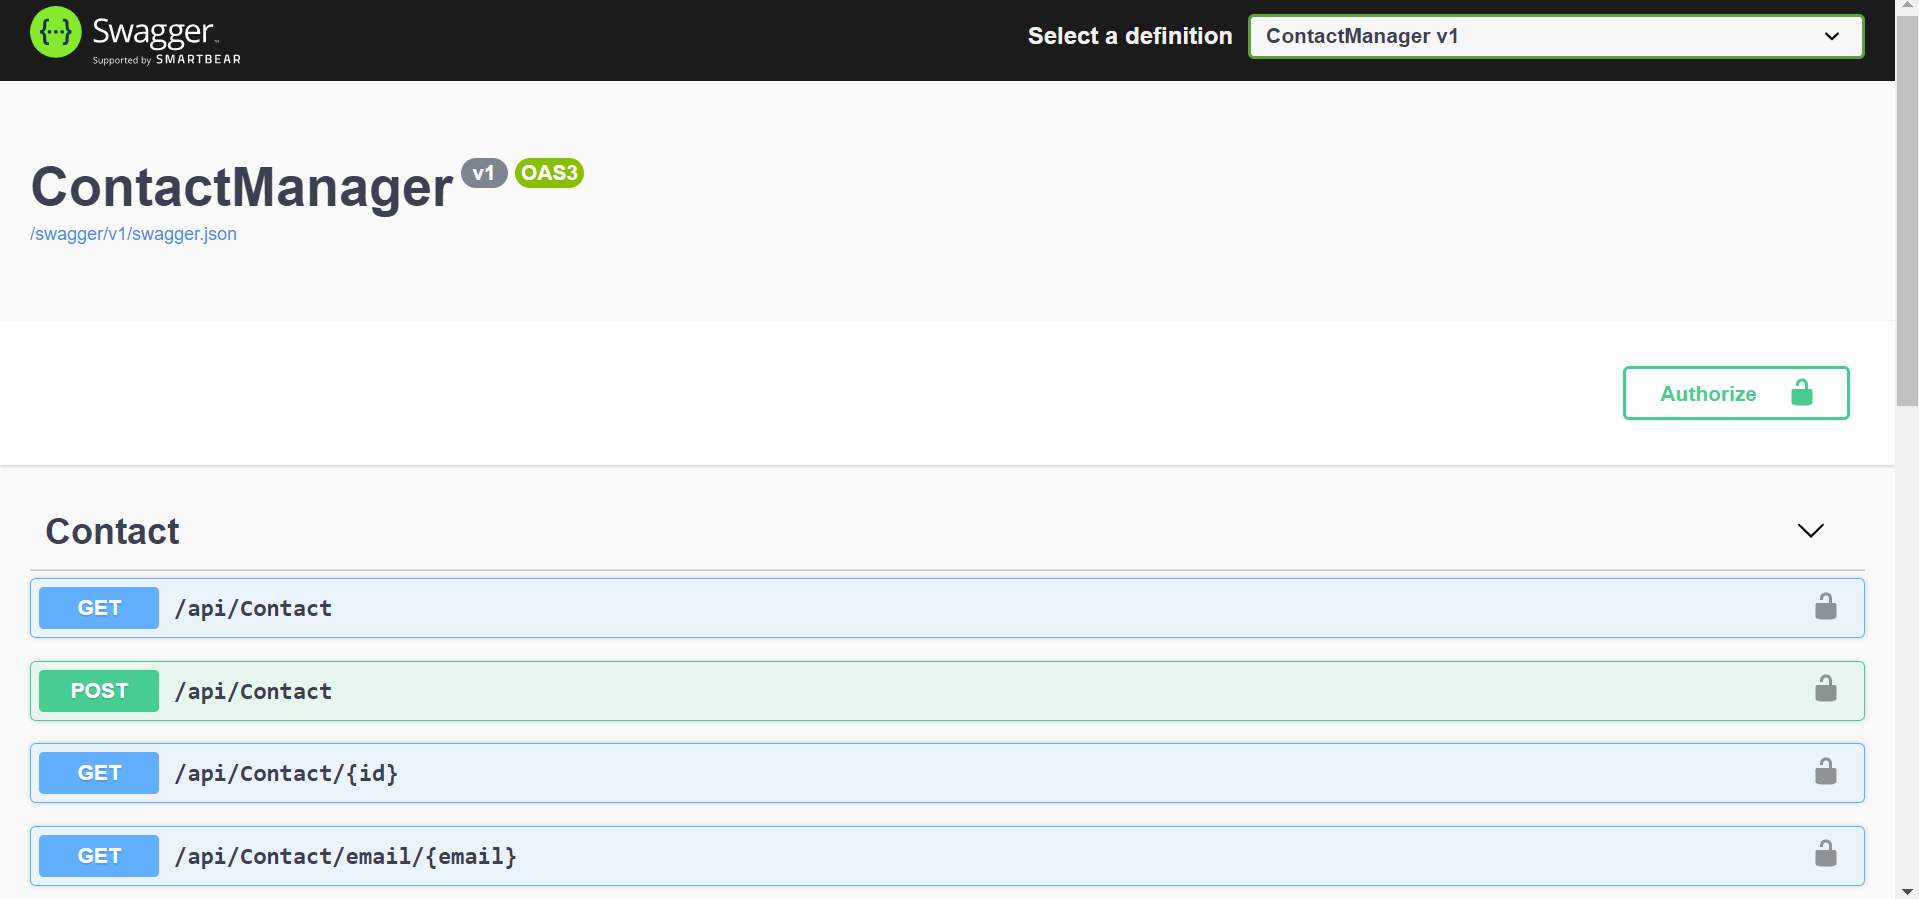 {...} Swagger™
Supported by SMARTBEAR
Select a definition
ContactManager v1
ContactManager v1 OAS3
/swagger/v1/swagger.json
Authorize
Contact
GET /api/Contact
POST /api/Contact
GET /api/Contact/{id}
GET /api/Contact/email/{email}